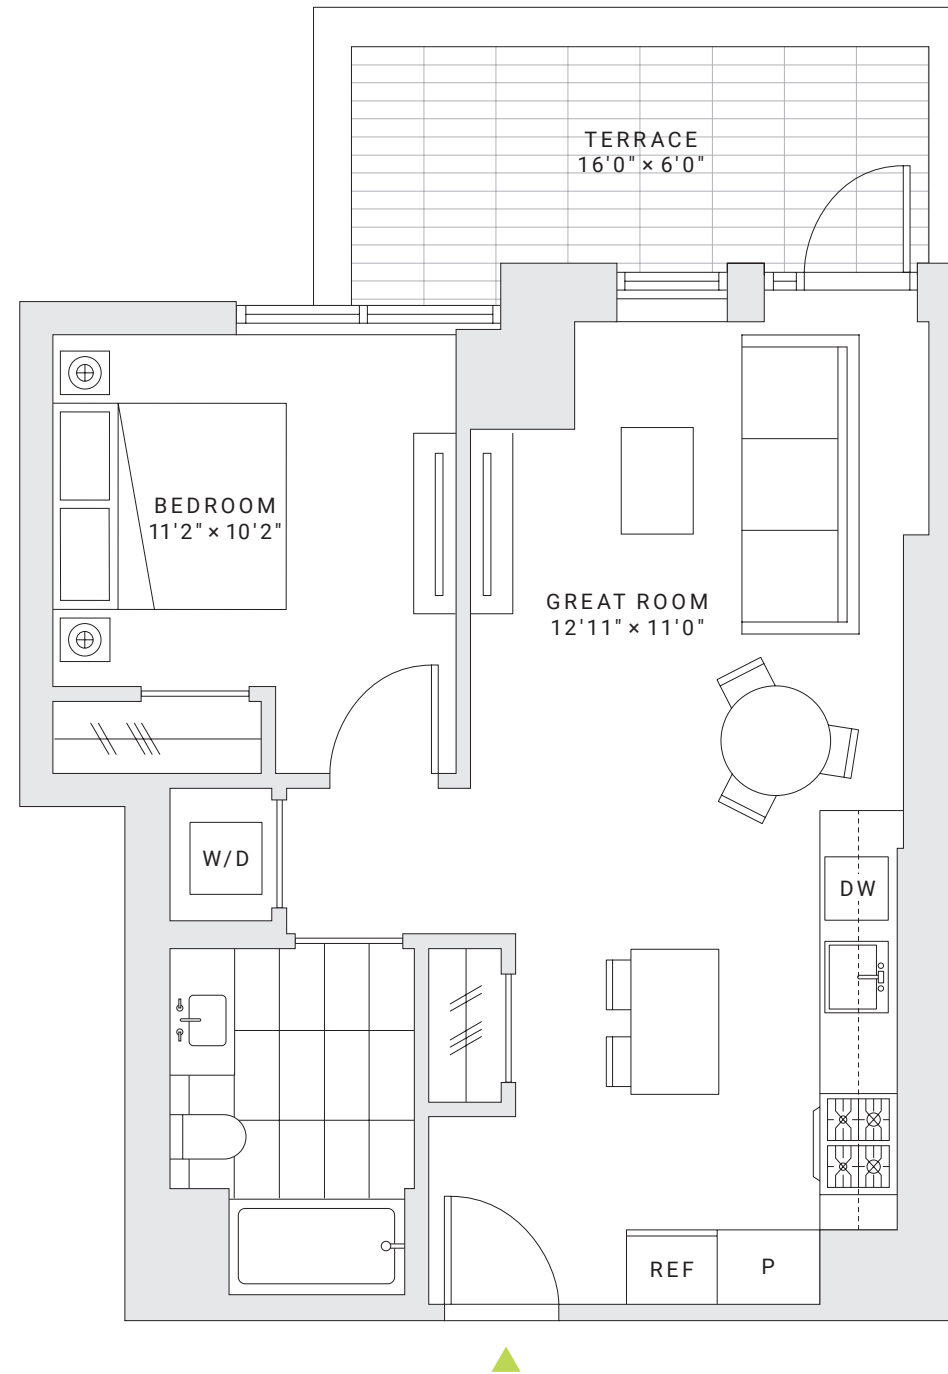 TERRACE
16'0" × 6'0"
BEDROOM
11'2" × 10'2"
GREAT ROOM
12'11" × 11'0"
W/D
DW
REF
P